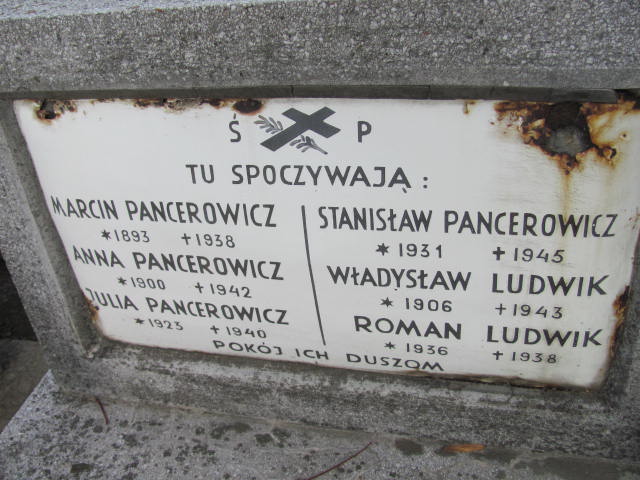 Ś P
TU SPOCZYWAJĄ :
MARCIN PANCEROWICZ
*1893 +1938
ANNA PANCEROWICZ
*1900 +1942
JULIA PANCEROWICZ
*1923 +1940
STANISŁAW PANCEROWICZ
*1931 +1945
WŁADYSŁAW LUDWIK
*1906 +1943
ROMAN LUDWIK
*1936 +1938
POKÓJ ICH DUSZOM